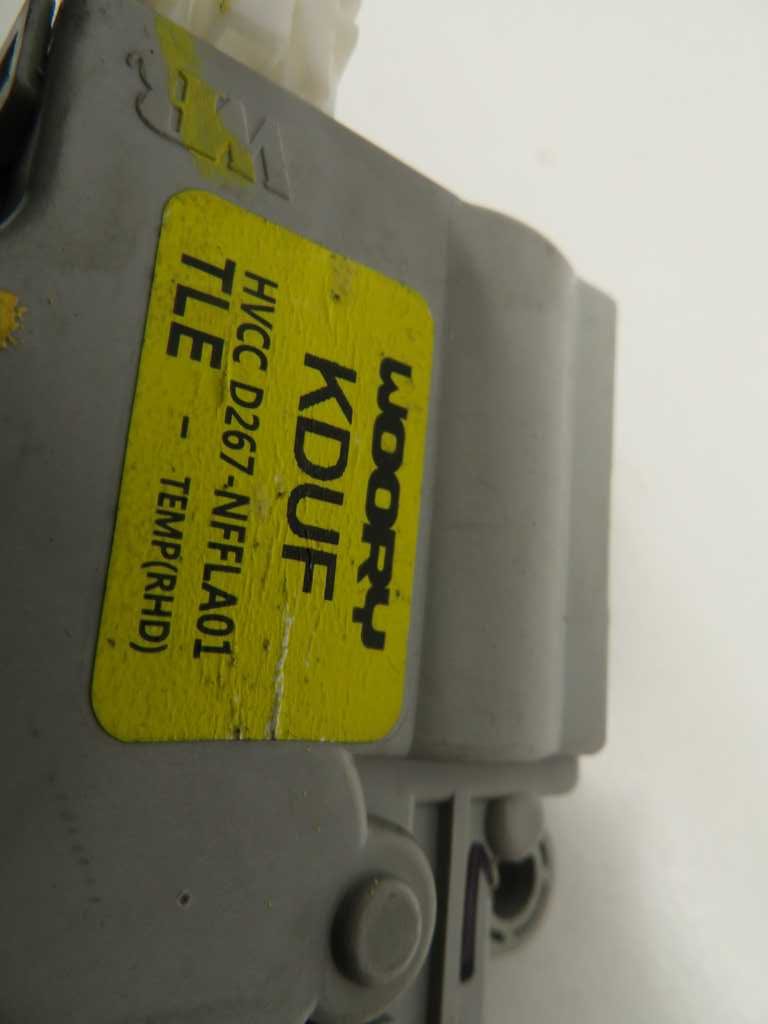 WOORY
KDUF
HVCC D267-NFFLA01
TLE - TEMP(RHD)